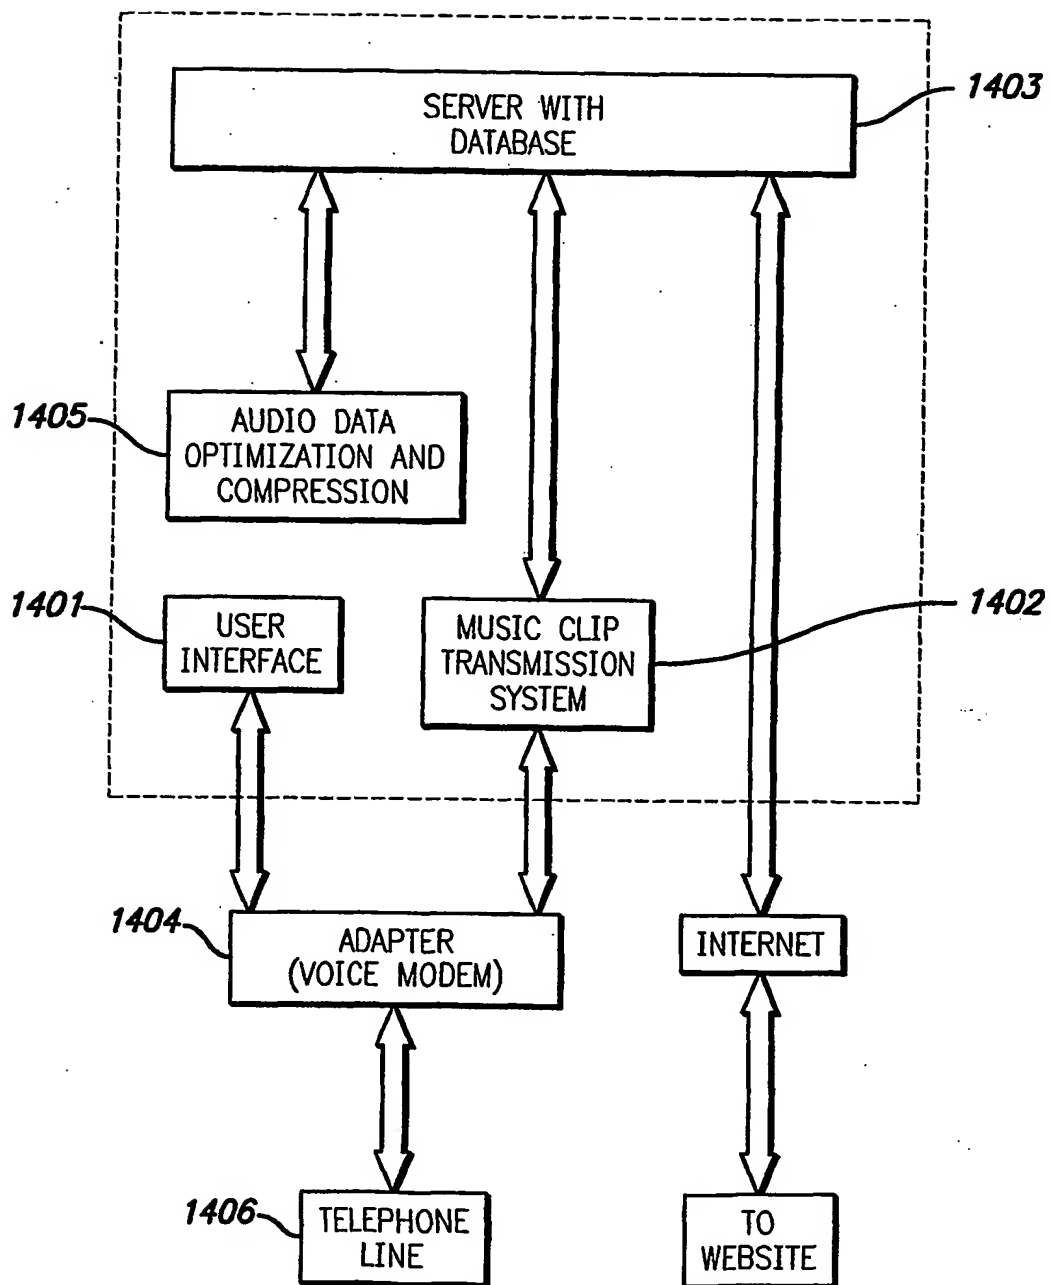 SERVER WITH
DATABASE
1403
1405
AUDIO DATA
OPTIMIZATION AND
COMPRESSION
1401
USER
INTERFACE
MUSIC CLIP
TRANSMISSION
SYSTEM
1402
1404
ADAPTER
(VOICE MODEM)
INTERNET
1406
TELEPHONE
LINE
TO
WEBSITE